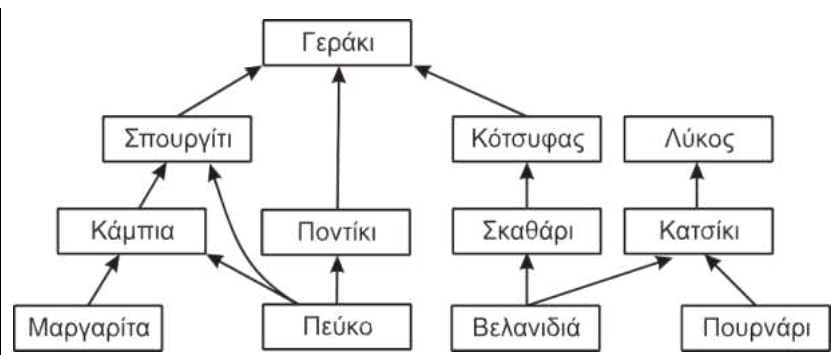 Γεράκι
Σπουργίτι
Κότσυφας
Λύκος
Κάμπια
Ποντίκι
Σκαθάρι
Κατσίκι
Μαργαρίτα
Πεύκο
Βελανιδιά
Πουρνάρι